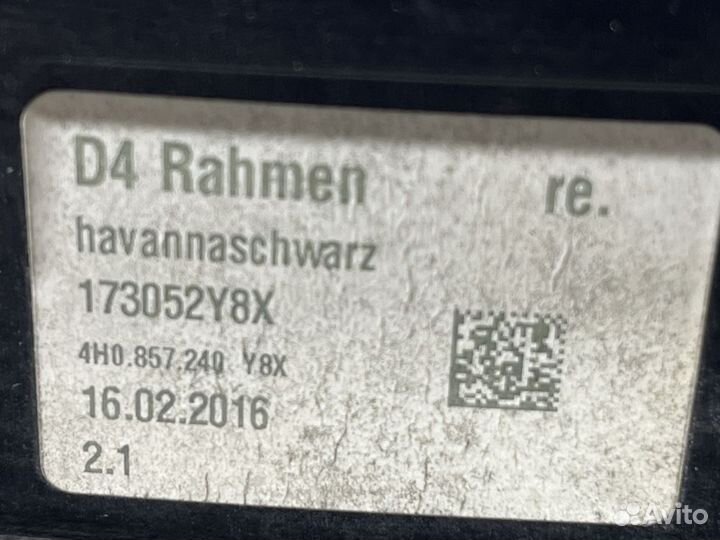 D4 Rahmen re.
havannaschwarz
173052Y8X
4H0.857.240 Y8X
16.02.2016
2.1
Avito